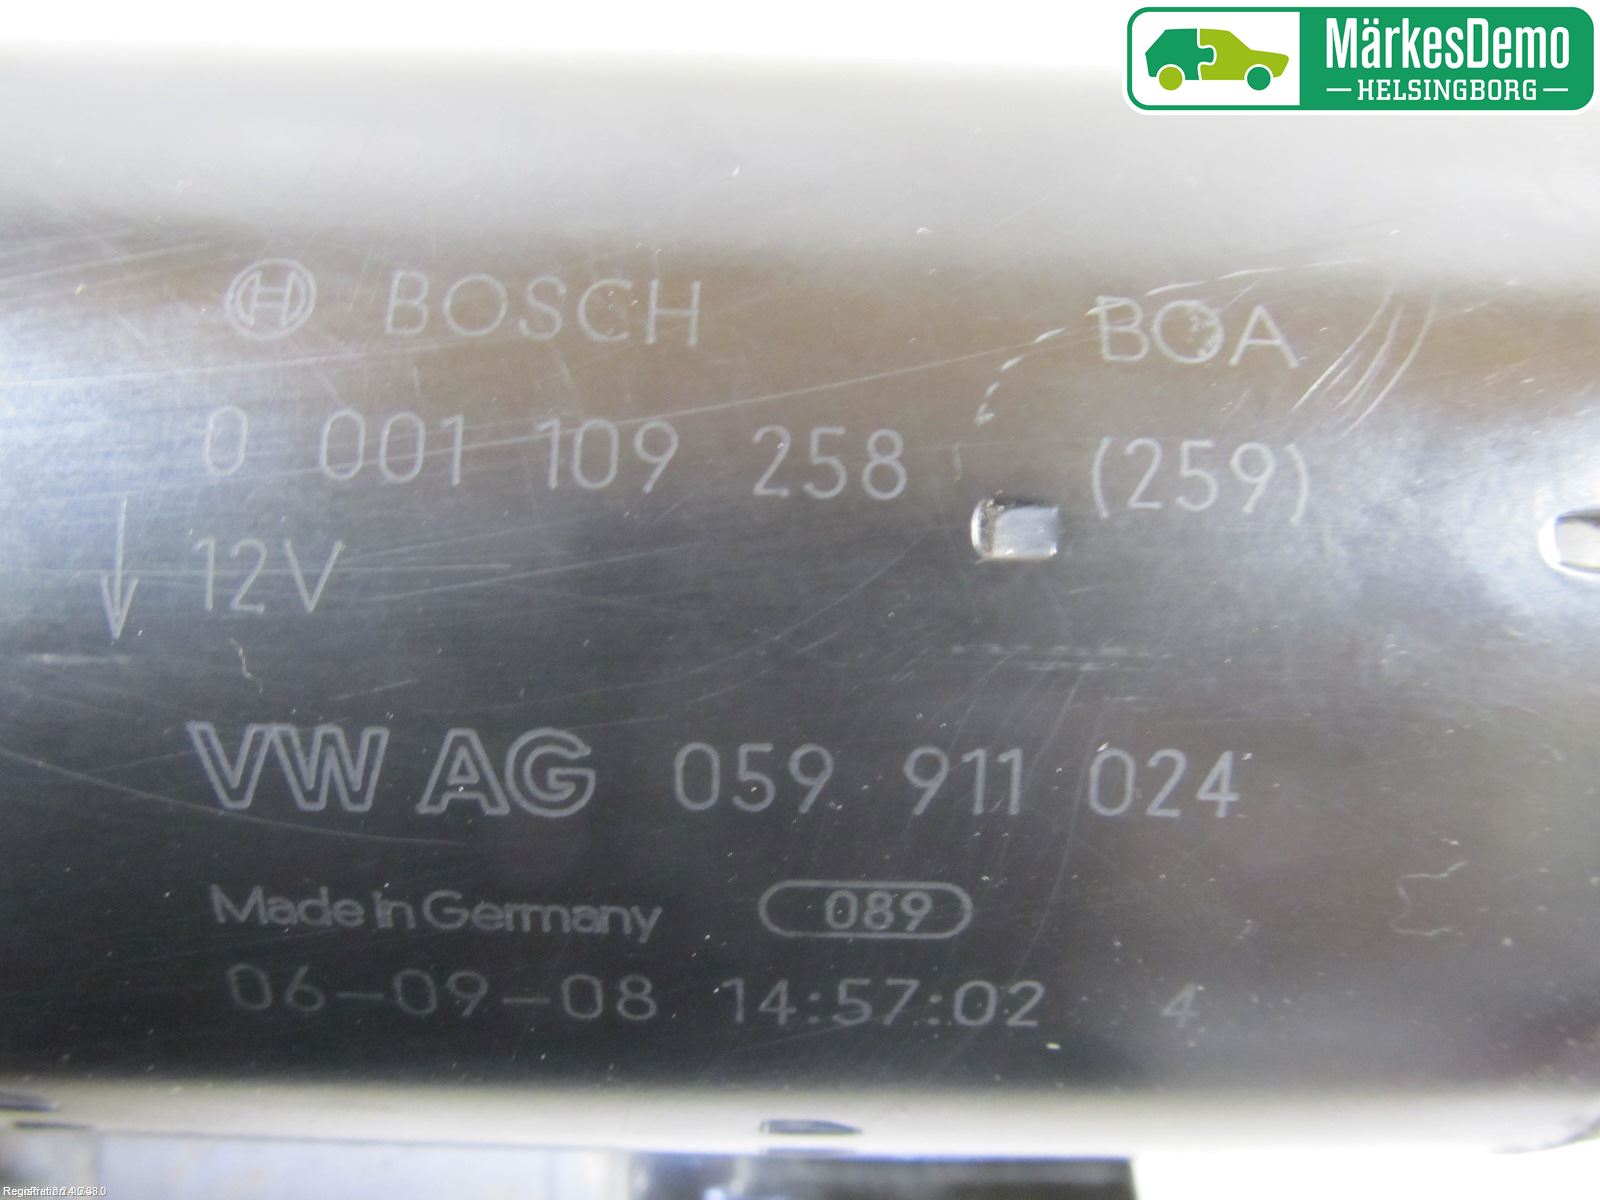 MärkesDemo
HELSINGBORG
BOSCH BOA
0 001 109 258 (259)
12V
VW AG 059 911 024
Made in Germany 089
06-09-08 14:57:02 4